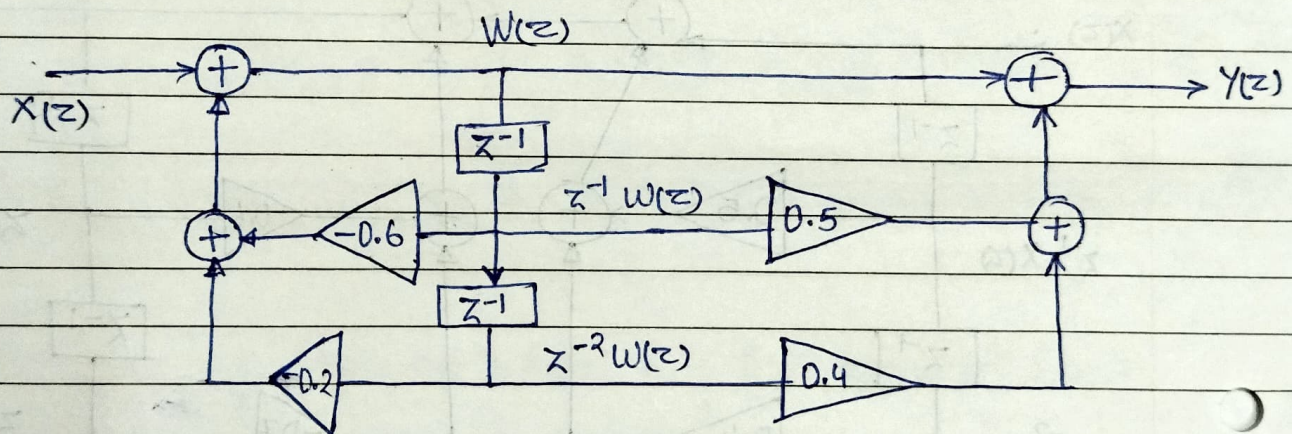 W(z)
+ +
X(z) Y(z)
z⁻¹
z⁻¹ W(z)
+ -0.6 0.5 +
z⁻¹
z⁻² W(z)
-0.2 0.4